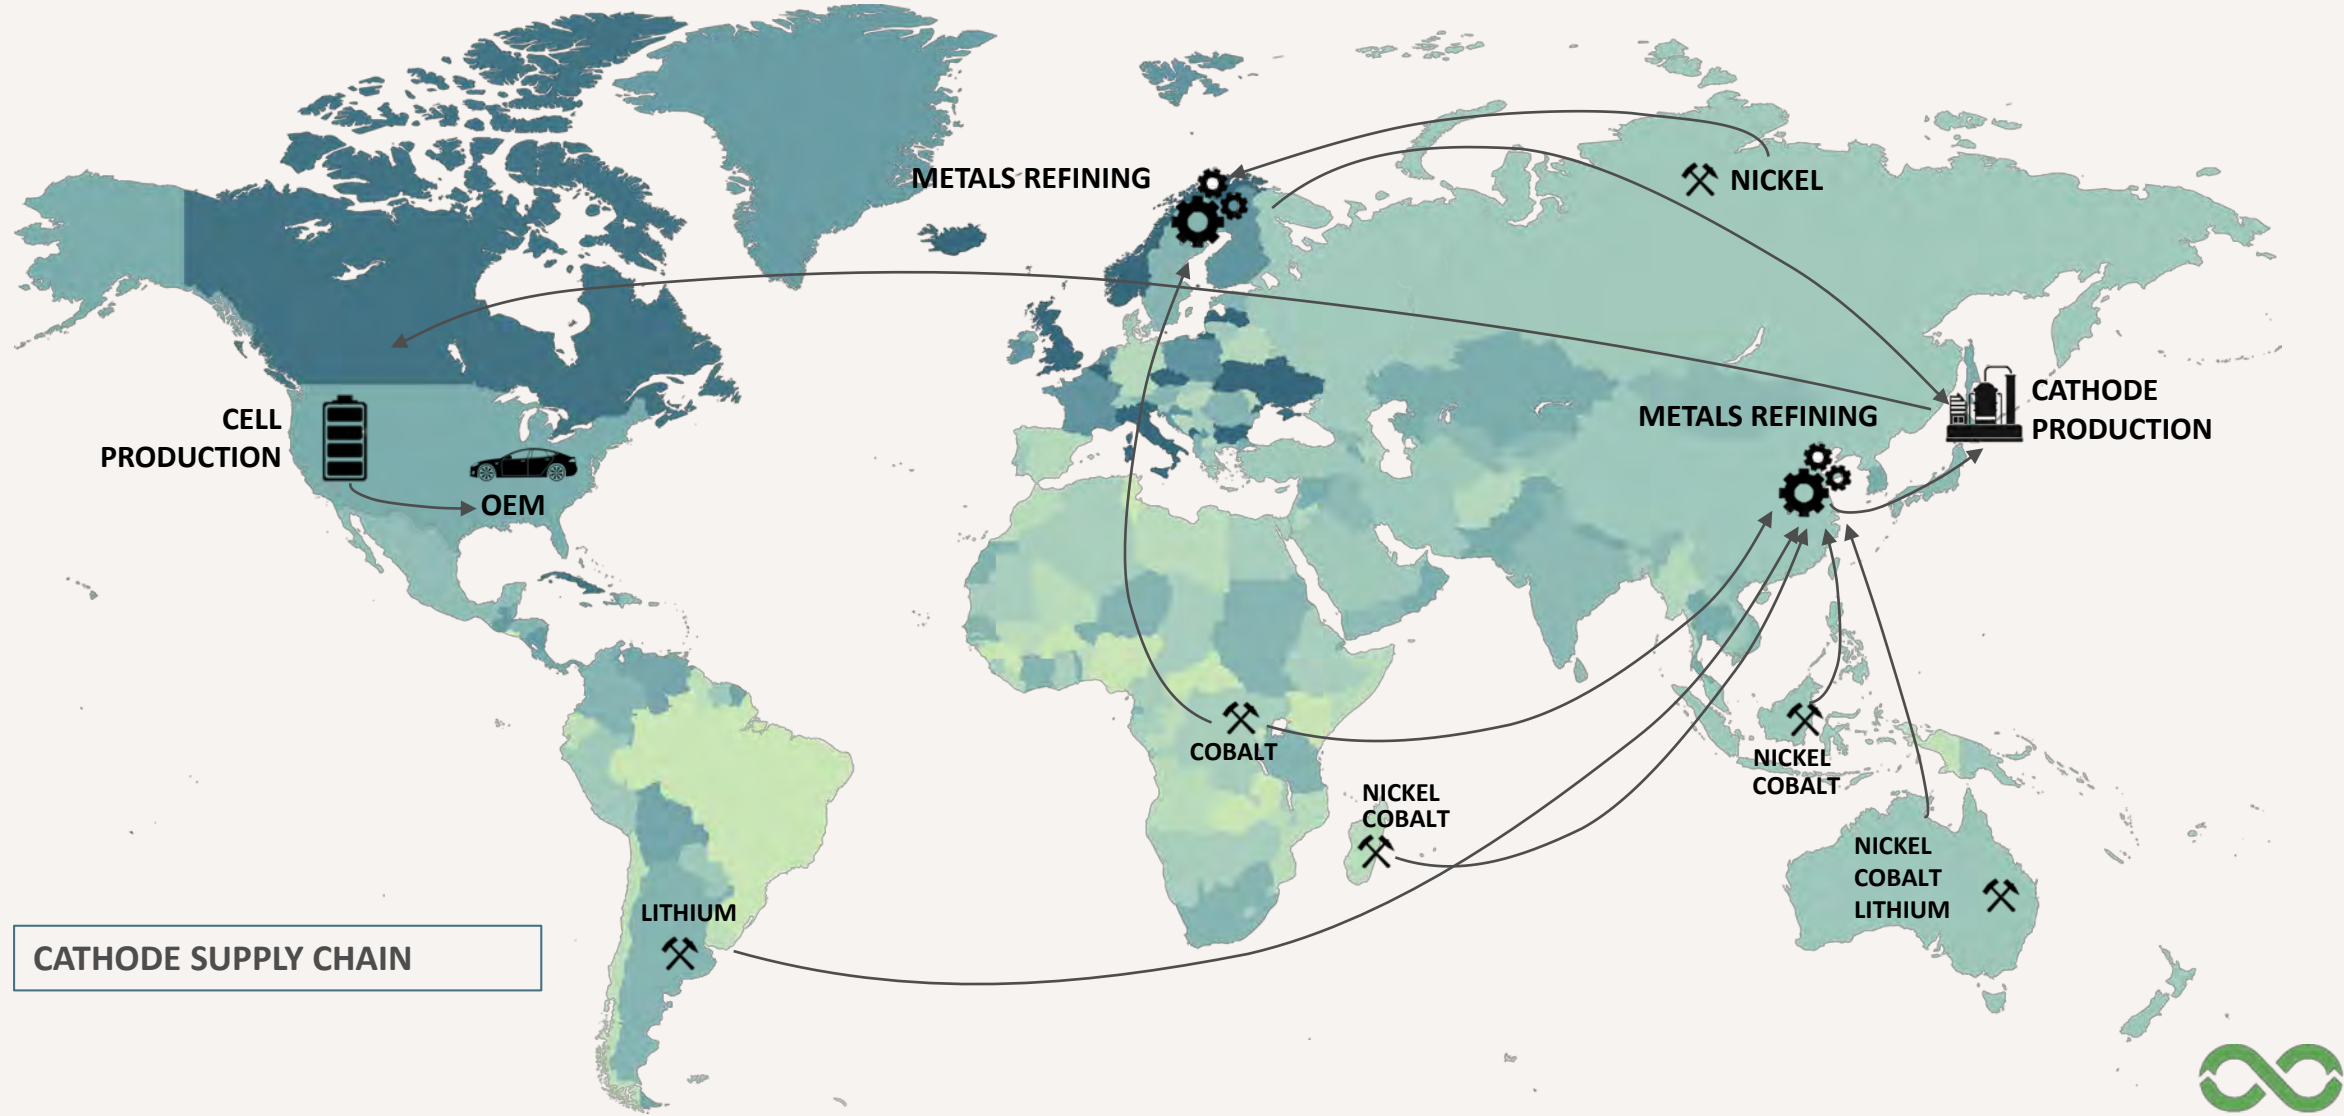 METALS REFINING
NICKEL
CELL
PRODUCTION
OEM
METALS REFINING
CATHODE
PRODUCTION
COBALT
NICKEL
COBALT
NICKEL
COBALT
NICKEL
COBALT
LITHIUM
LITHIUM
CATHODE SUPPLY CHAIN